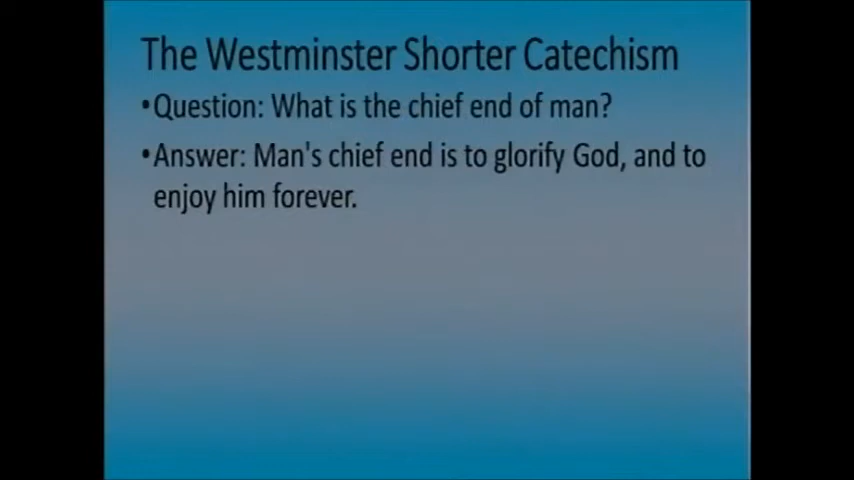 The Westminster Shorter Catechism
•Question: What is the chief end of man?
•Answer: Man's chief end is to glorify God, and to
enjoy him forever.